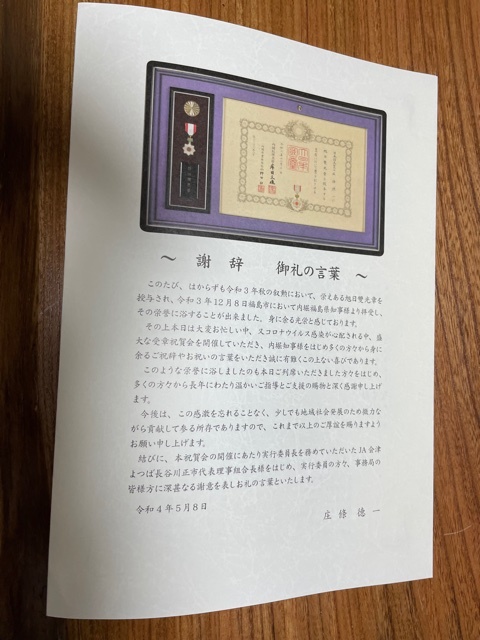 ～ 謝 辞 御礼の言葉 ～
このたび、はからずも令和3年秋の叙勲において、栄えある旭日雙光章を
授与され、令和3年12月8日福島市において内堀福島県知事様より拝受し、
その栄誉に浴することが出来ました。身に余る光栄と感じております。
その上本日は大変お忙しい中、又コロナウイルス感染が心配される中、盛
大な受章祝賀会を開催していただき、内堀知事様をはじめ多くの方々から身に
余るご祝辞やお祝いの言葉をいただき誠に有難くこの上ない喜びであります。
このような栄誉に浴しましたのも本日ご列席いただきました方々をはじめ、
多くの方々から長年にわたり温かいご指導とご支援の賜物と深く感謝申し上げ
ます。
今後は、この感激を忘れることなく、少しでも地域社会発展のため微力な
がら貢献して参る所存でありますので、これまで以上のご厚誼を賜りますよう
お願い申し上げます。
結びに、本祝賀会の開催にあたり実行委員長を務めていただいたJA会津
よつば長谷川正市代表理事組合長様をはじめ、実行委員の方々、事務局の
皆様方に深甚なる謝意を表しお礼の言葉といたします。
令和4年5月8日
庄 條 徳 一